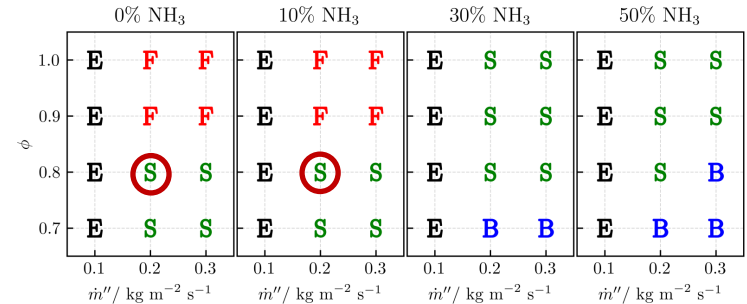 0% NH₃ 10% NH₃ 30% NH₃ 50% NH₃
1.0 E F F E F F E S S E S S
0.9 E F F E F F E S S E S S
ϕ
0.8 E S S E S S E S S E S B
0.7 E S S E S S E B B E B B
0.1 0.2 0.3 0.1 0.2 0.3 0.1 0.2 0.3 0.1 0.2 0.3
ṁ′′/ kg m⁻² s⁻¹ ṁ′′/ kg m⁻² s⁻¹ ṁ′′/ kg m⁻² s⁻¹ ṁ′′/ kg m⁻² s⁻¹